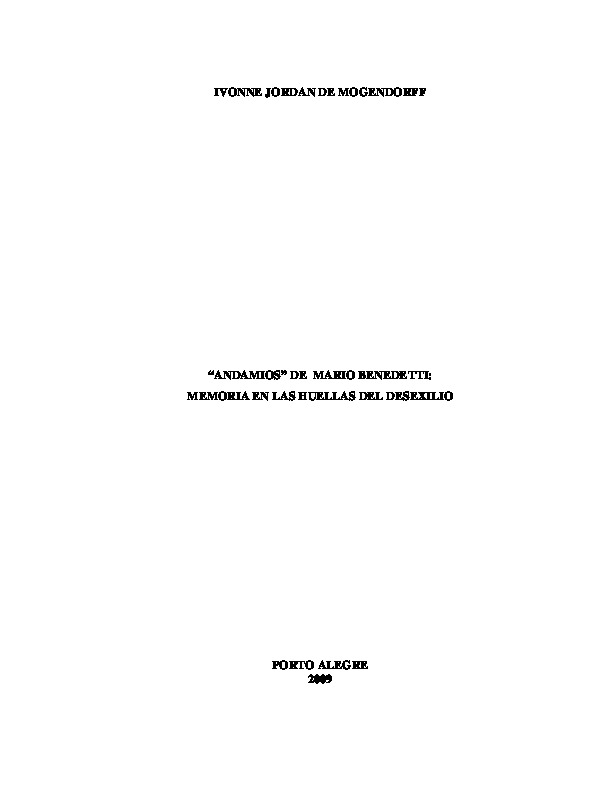 IVONNE JORDAN DE MOGENDORFF
“ANDAMIOS” DE MARIO BENEDETTI:
MEMORIA EN LAS HUELLAS DEL DESEXILIO
PORTO ALEGRE
2009